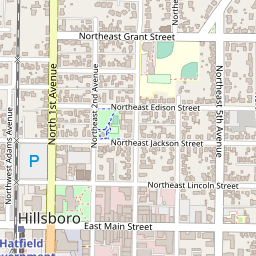 Northeast Grant Street
North 1st Avenue
Northeast 2nd Avenue
Northeast Edison Street
Northeast 5th Avenue
Northeast Jackson Street
Northwest Adams Avenue
P
Northeast Lincoln Street
Hillsboro
East Main Street
Hatfield